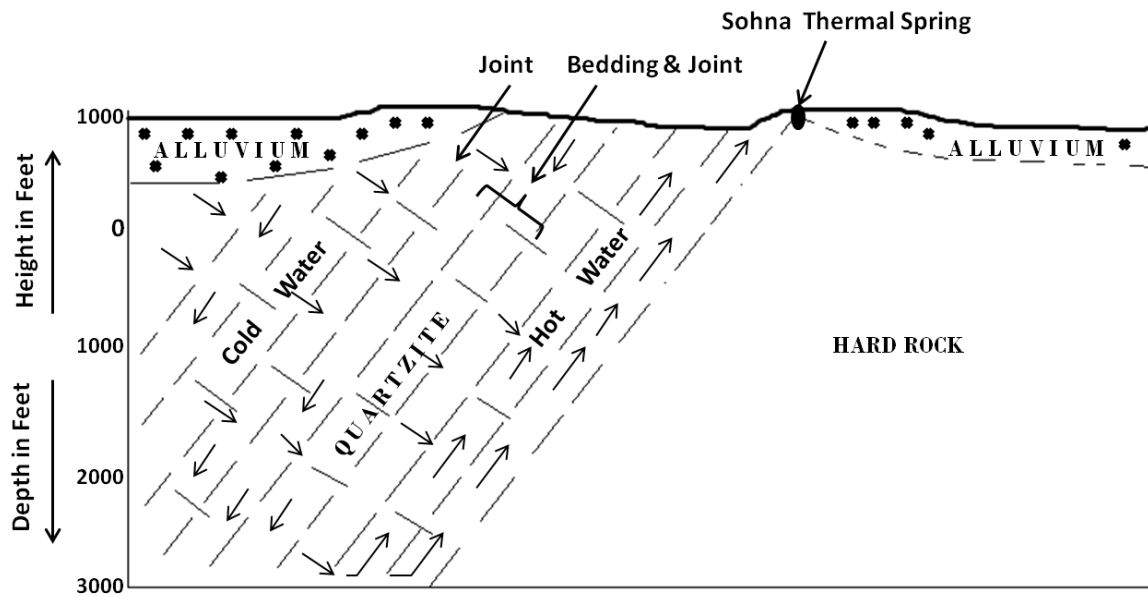 Sohna Thermal Spring
Joint
Bedding & Joint
1000
ALLUVIUM
ALLUVIUM
Height in Feet
0
Cold Water
Hot Water
QUARTZITE
1000
HARD ROCK
Depth in Feet
2000
3000